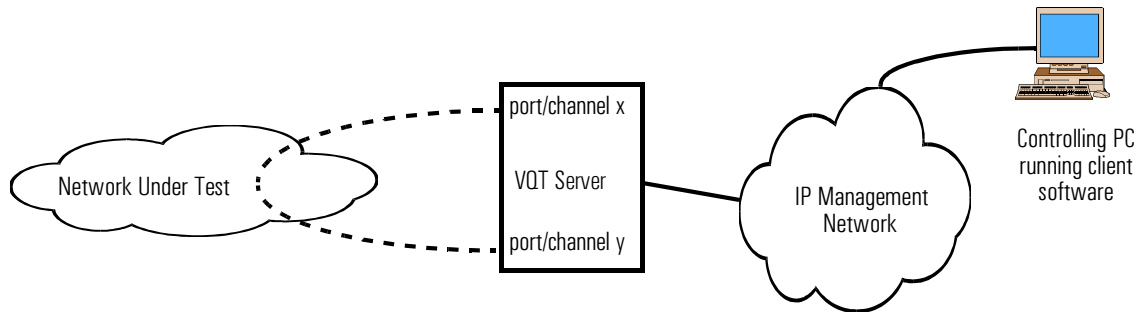 port/channel x
Network Under Test
VQT Server
port/channel y
IP Management
Network
Controlling PC
running client
software